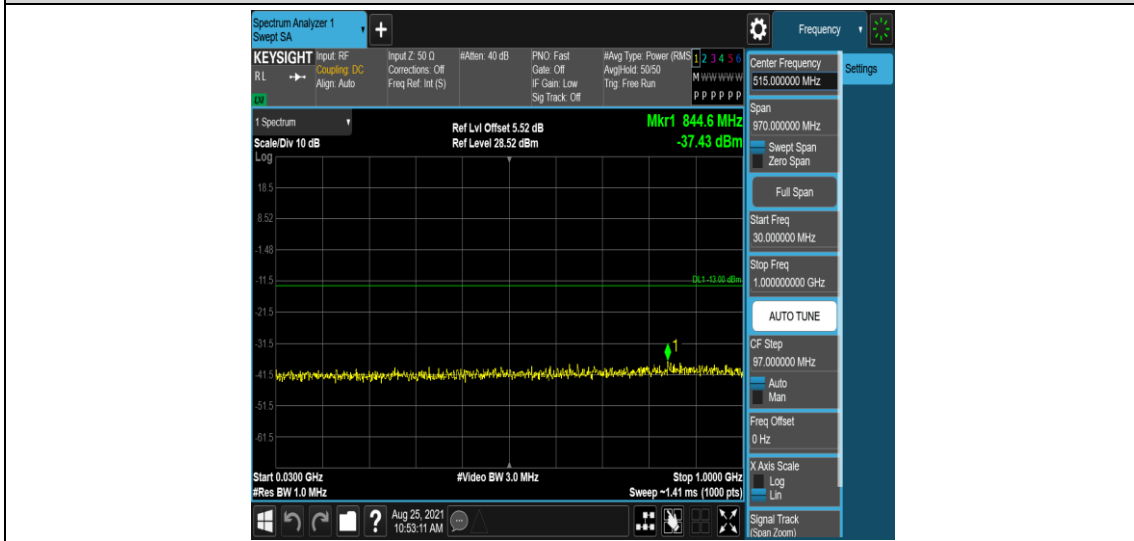 Spectrum Analyzer 1
Swept SA
+
Frequency
KEYSIGHT
RL
Input: RF
Coupling: DC
Align: Auto
Input Z: 50 Ω
Corrections: Off
Freq Ref: Int (S)
#Atten: 40 dB
PNO: Fast
Gate: Off
IF Gain: Low
Sig Track: Off
#Avg Type: Power (RMS
Avg|Hold: 50/50
Trig: Free Run
1 2 3 4 5 6
M W W W W W
P P P P P P
1 Spectrum
Scale/Div 10 dB
Log
Ref Lvl Offset 5.52 dB
Ref Level 28.52 dBm
Mkr1 844.6 MHz
-37.43 dBm
18.5
8.52
-1.48
-11.5
-21.5
-31.5
-41.5
-51.5
-61.5
DL1 -13.00 dBm
1
Start 0.0300 GHz
#Res BW 1.0 MHz
#Video BW 3.0 MHz
Stop 1.0000 GHz
Sweep ~1.41 ms (1000 pts)
Center Frequency
515.000000 MHz
Settings
Span
970.000000 MHz
Swept Span
Zero Span
Full Span
Start Freq
30.000000 MHz
Stop Freq
1.000000000 GHz
AUTO TUNE
CF Step
97.000000 MHz
Auto
Man
Freq Offset
0 Hz
X Axis Scale
Log
Lin
Signal Track
(Span Zoom)
?
Aug 25, 2021
10:53:11 AM